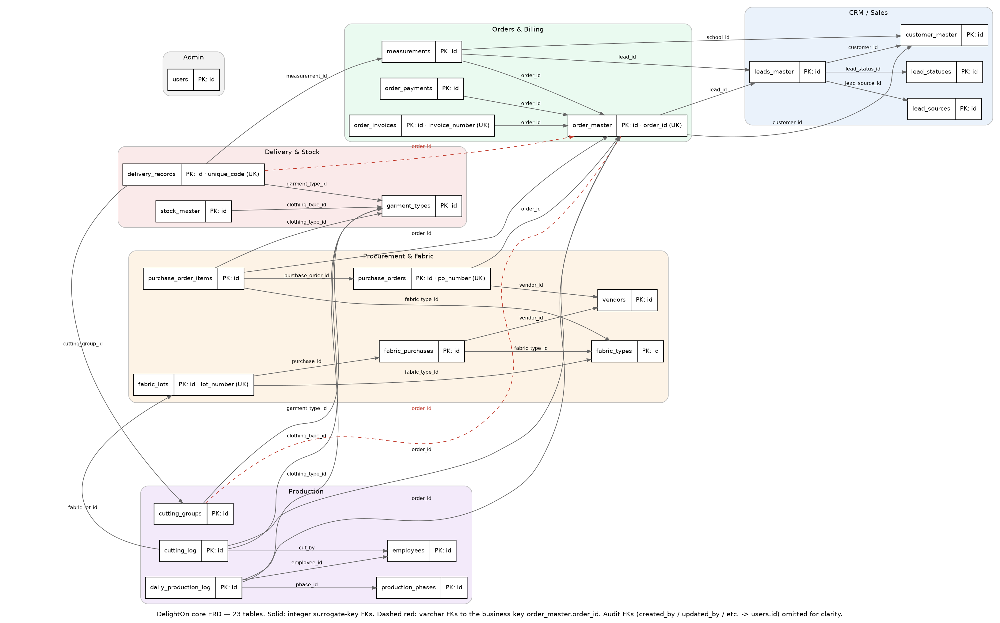 CRM / Sales
customer_master PK: id
leads_master PK: id
lead_statuses PK: id
lead_sources PK: id
customer_id
lead_status_id
lead_source_id
school_id
lead_id
lead_id
customer_id
Orders & Billing
measurements PK: id
order_payments PK: id
order_invoices PK: id · invoice_number (UK)
order_master PK: id · order_id (UK)
order_id
order_id
order_id
Admin
users PK: id
measurement_id
order_id
Delivery & Stock
delivery_records PK: id · unique_code (UK)
garment_type_id
stock_master PK: id
clothing_type_id
garment_types PK: id
clothing_type_id
order_id
order_id
Procurement & Fabric
purchase_order_items PK: id
purchase_order_id
purchase_orders PK: id · po_number (UK)
vendor_id
vendors PK: id
fabric_type_id
vendor_id
cutting_group_id
fabric_purchases PK: id
fabric_type_id
fabric_types PK: id
purchase_id
fabric_type_id
fabric_lots PK: id · lot_number (UK)
garment_type_id
order_id
clothing_type_id
order_id
clothing_type_id
order_id
fabric_lot_id
Production
cutting_groups PK: id
cutting_log PK: id
cut_by
employees PK: id
employee_id
daily_production_log PK: id
phase_id
production_phases PK: id
DelightOn core ERD — 23 tables. Solid: integer surrogate-key FKs. Dashed red: varchar FKs to the business key order_master.order_id. Audit FKs (created_by / updated_by / etc. -> users.id) omitted for clarity.